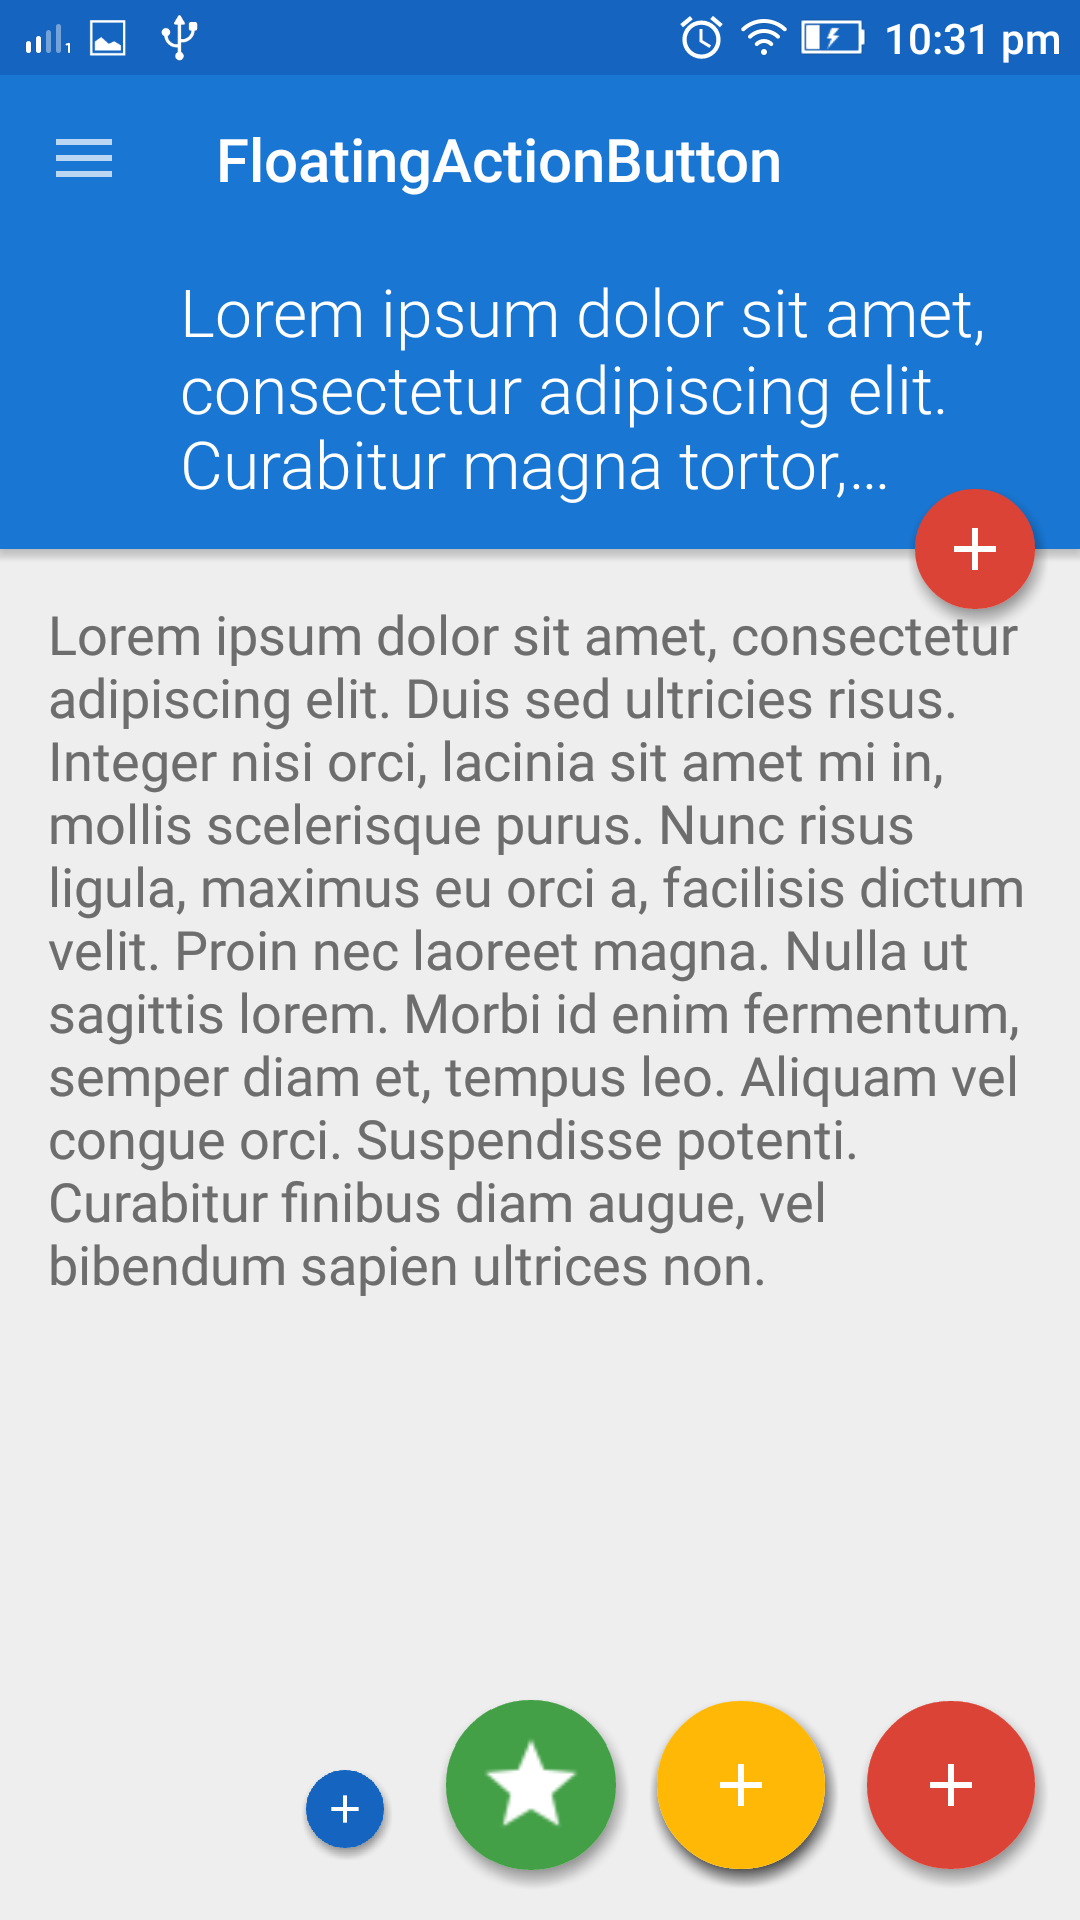 1 10:31 pm
FloatingActionButton
Lorem ipsum dolor sit amet,
consectetur adipiscing elit.
Curabitur magna tortor,...
Lorem ipsum dolor sit amet, consectetur
adipiscing elit. Duis sed ultricies risus.
Integer nisi orci, lacinia sit amet mi in,
mollis scelerisque purus. Nunc risus
ligula, maximus eu orci a, facilisis dictum
velit. Proin nec laoreet magna. Nulla ut
sagittis lorem. Morbi id enim fermentum,
semper diam et, tempus leo. Aliquam vel
congue orci. Suspendisse potenti.
Curabitur finibus diam augue, vel
bibendum sapien ultrices non.